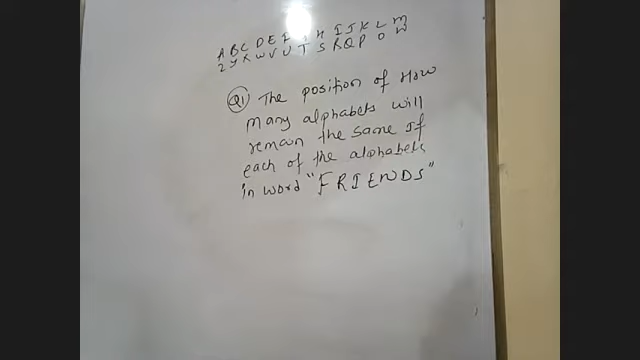 A B C D E F G H I J K L M
Z Y X W V U T S R Q P O N
Q1 The position of How
many alphabets will
remain the same If
each of the alphabets
in word "FRIENDS"